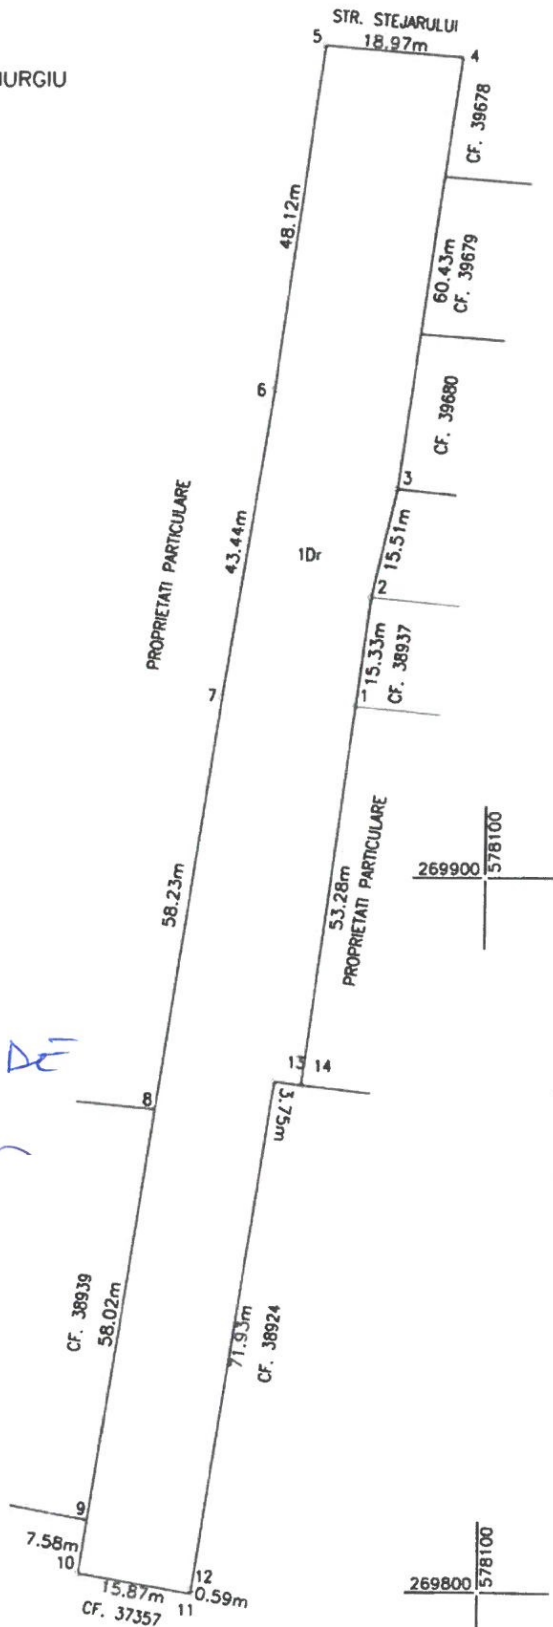 STR. STEJARULUI
5
18.97m
4
IURGIU
CF. 39678
48.12m
60.43m
CF. 39679
6
CF. 39680
3
43.44m
PROPRIETATI PARTICULARE
1Dr
15.51m
2
15.33m
CF. 38937
7
1
58.23m
53.28m
PROPRIETATI PARTICULARE
269900
578100
DE
13
14
8
3.75m
CF. 38939
58.02m
71.93m
CF. 38924
9
7.58m
10
12
15.87m
0.59m
11
CF. 37357
269800
578100